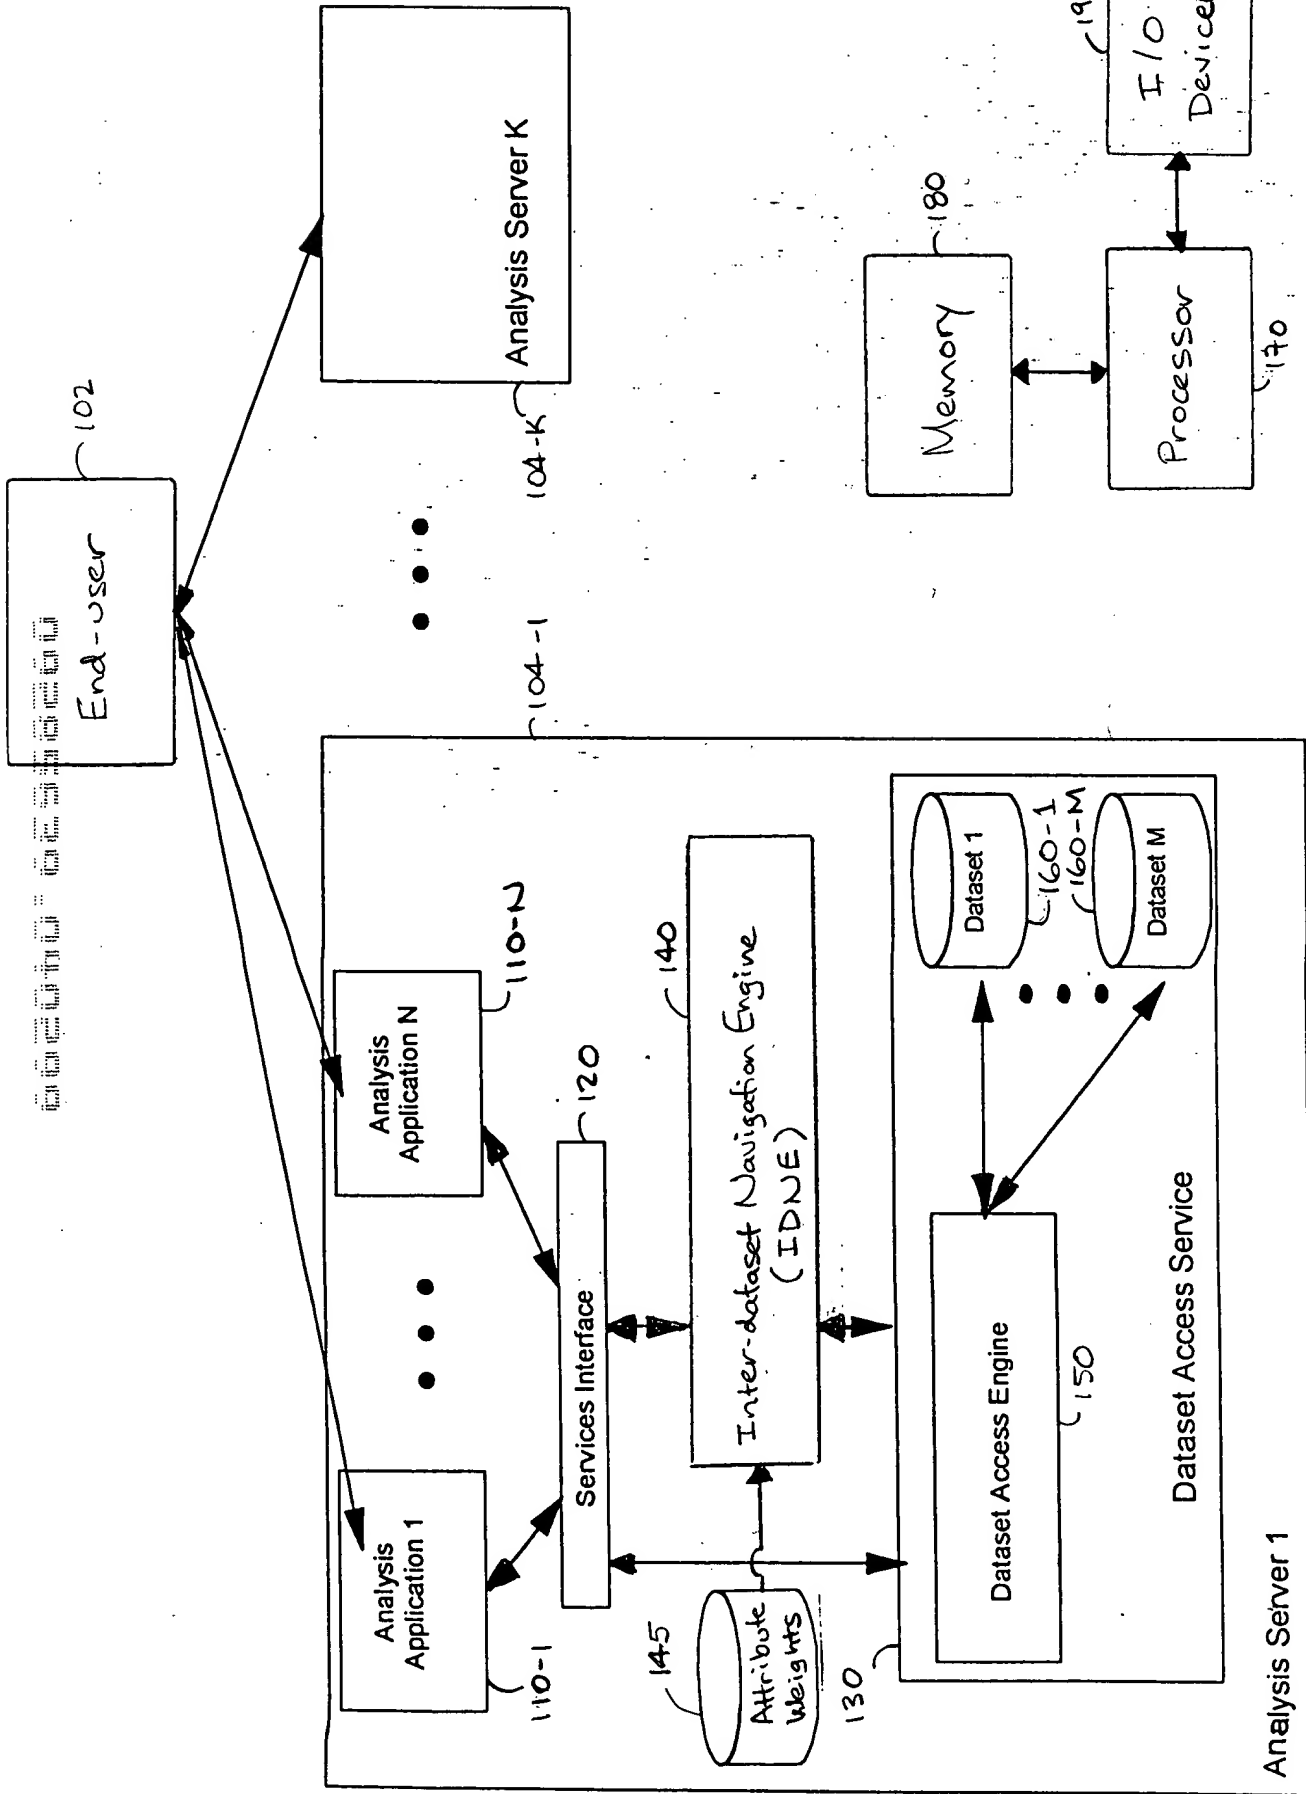 End-user
102
Analysis Server K
104-K
104-1
Analysis
Application 1
110-1
Analysis
Application N
110-N
Services Interface
120
Inter-dataset Navigation Engine
(IDNE)
140
Attribute
Weights
145
130
Dataset Access Engine
150
Dataset 1
160-1
160-M
Dataset M
Dataset Access Service
Analysis Server 1
Memory
180
Processor
170
I/O